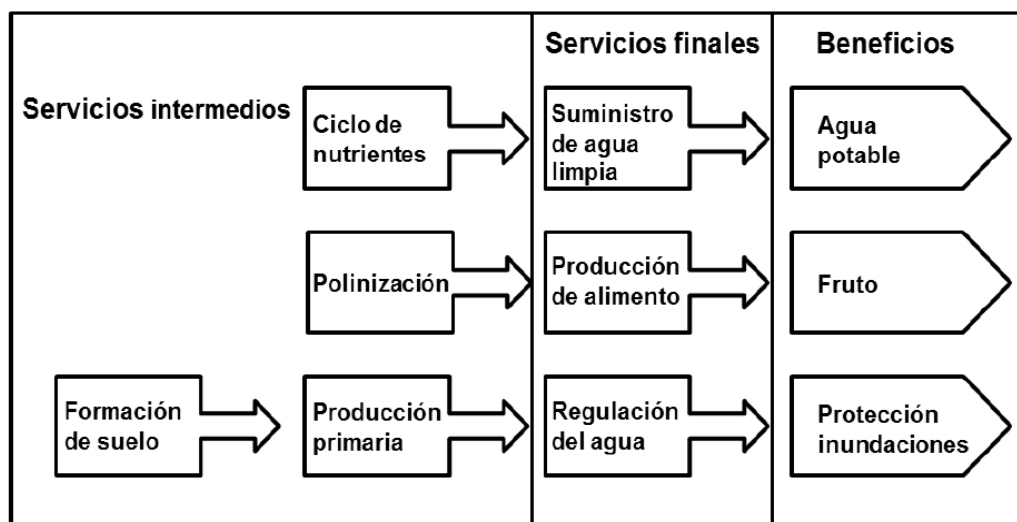 Servicios finales
Beneficios
Servicios intermedios
Ciclo de
nutrientes
Suministro
de agua
limpia
Agua
potable
Polinización
Producción
de alimento
Fruto
Formación
de suelo
Producción
primaria
Regulación
del agua
Protección
inundaciones